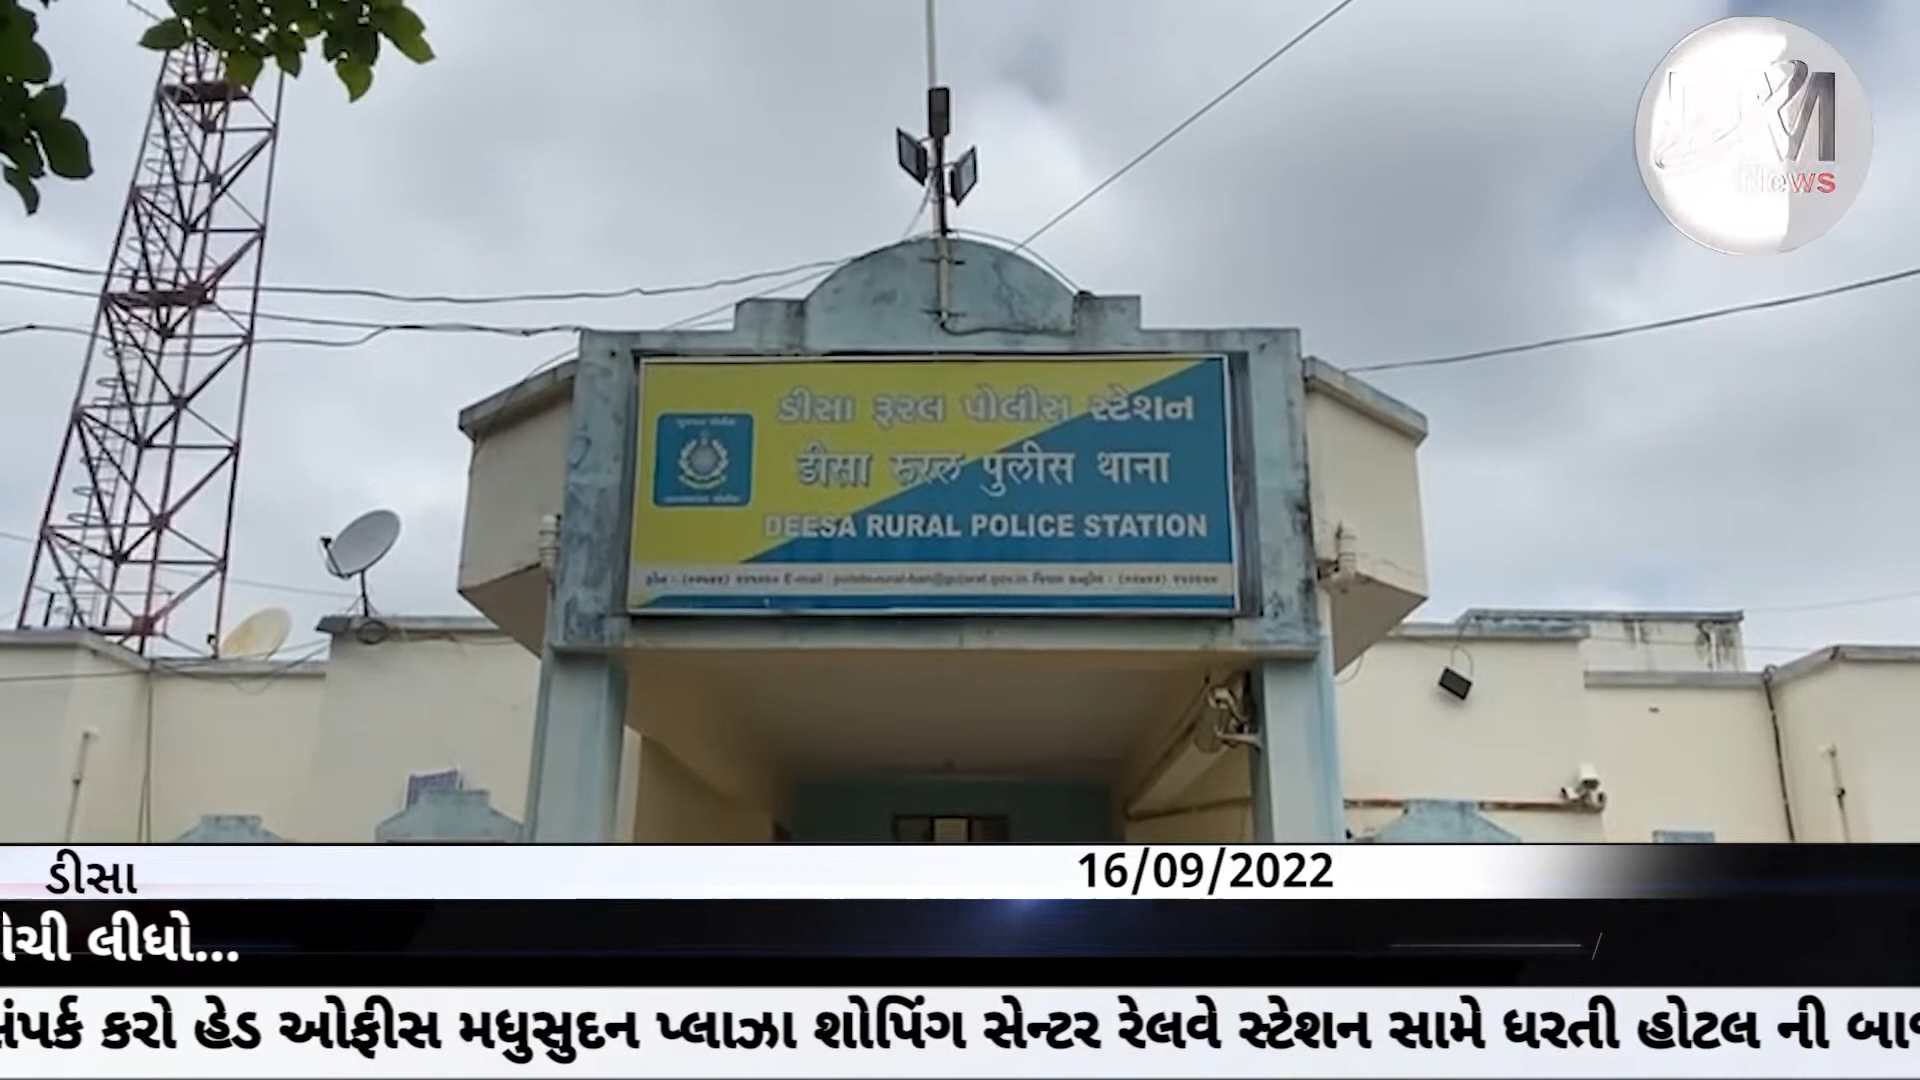 News
ડીસા રૂરલ પોલીસ સ્ટેશન
डीसा रूरल पुलीस थाना
DEESA RURAL POLICE STATION
E-mail
ડીસા
16/09/2022
લીધો...
કરો હેડ ઓફીસ મધુસુદન પ્લાઝા શોપિંગ સેન્ટર રેલવે સ્ટેશન સામે ધરતી હોટલ ની